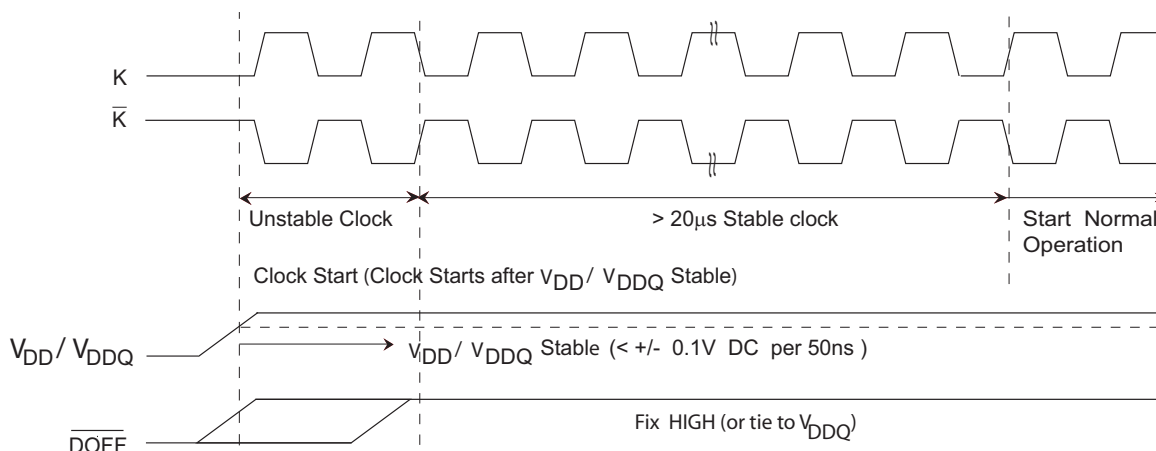 K
K̅
Unstable Clock
> 20μs Stable clock
Start Normal
Operation
Clock Start (Clock Starts after VDD/ VDDQ Stable)
VDD/ VDDQ
VDD/ VDDQ Stable (< +/- 0.1V DC per 50ns )
Fix HIGH (or tie to VDDQ)
DOFF